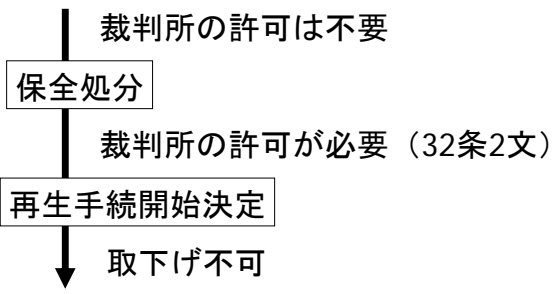 裁判所の許可は不要
保全処分
裁判所の許可が必要（32条2文）
再生手続開始決定
取下げ不可